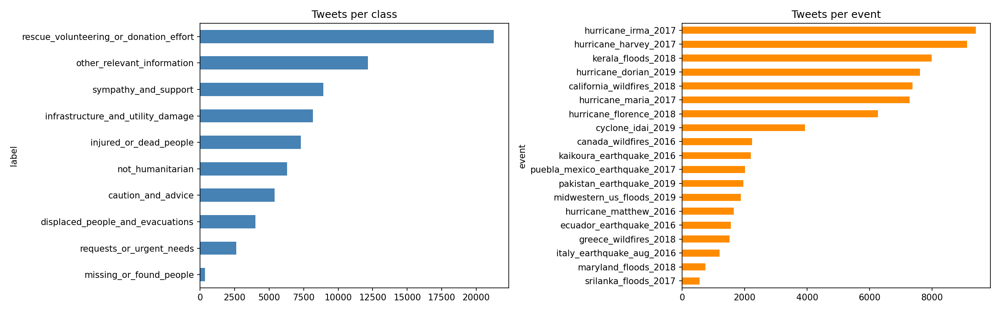 Tweets per class
label
rescue_volunteering_or_donation_effort
other_relevant_information
sympathy_and_support
infrastructure_and_utility_damage
injured_or_dead_people
not_humanitarian
caution_and_advice
displaced_people_and_evacuations
requests_or_urgent_needs
missing_or_found_people
0 2500 5000 7500 10000 12500 15000 17500 20000
Tweets per event
event
hurricane_irma_2017
hurricane_harvey_2017
kerala_floods_2018
hurricane_dorian_2019
california_wildfires_2018
hurricane_maria_2017
hurricane_florence_2018
cyclone_idai_2019
canada_wildfires_2016
kaikoura_earthquake_2016
puebla_mexico_earthquake_2017
pakistan_earthquake_2019
midwestern_us_floods_2019
hurricane_matthew_2016
ecuador_earthquake_2016
greece_wildfires_2018
italy_earthquake_aug_2016
maryland_floods_2018
srilanka_floods_2017
0 2000 4000 6000 8000